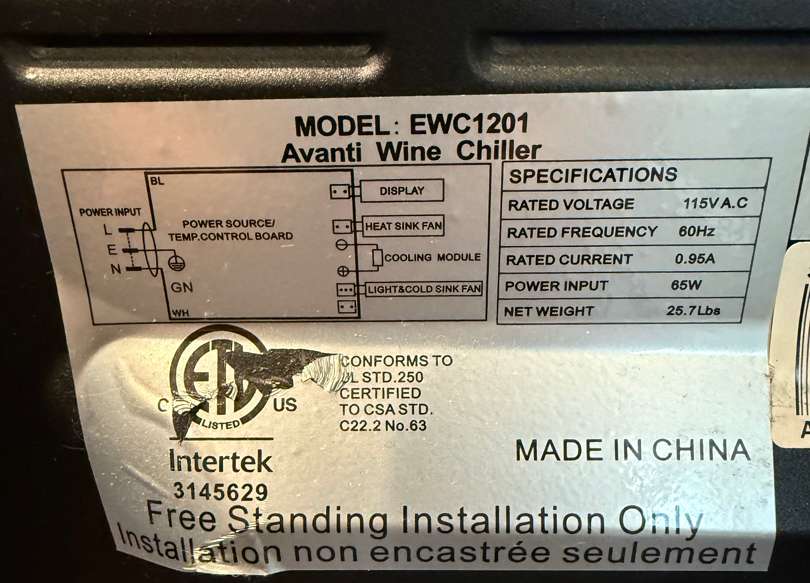 MODEL: EWC1201
Avanti Wine Chiller
BL
POWER INPUT
L
E
N
POWER SOURCE/
TEMP.CONTROL BOARD
GN
WH
DISPLAY
HEAT SINK FAN
COOLING MODULE
LIGHT&COLD SINK FAN
SPECIFICATIONS
RATED VOLTAGE 115V A.C
RATED FREQUENCY 60Hz
RATED CURRENT 0.95A
POWER INPUT 65W
NET WEIGHT 25.7Lbs
C ETL US
LISTED
Intertek
3145629
CONFORMS TO
UL STD.250
CERTIFIED
TO CSA STD.
C22.2 No.63
MADE IN CHINA
Free Standing Installation Only
Installation non encastrée seulement